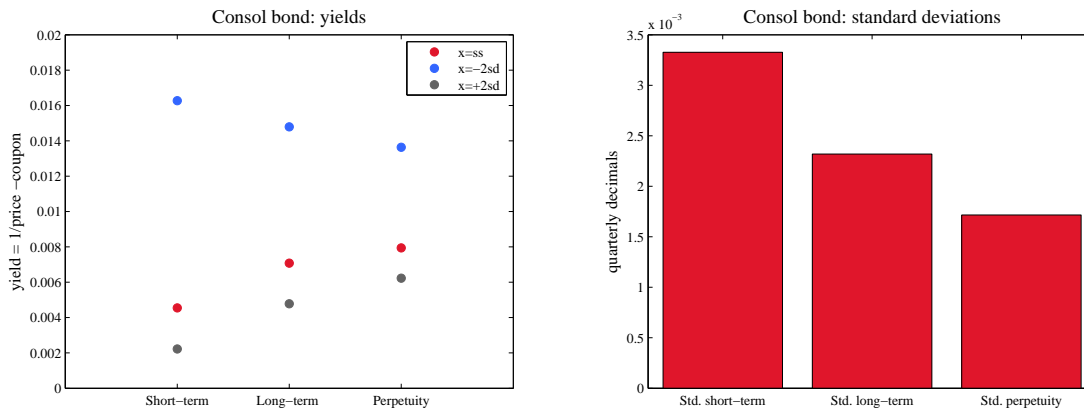 Consol bond: yields
0.02
0.018
0.016
0.014
0.012
0.01
0.008
0.006
0.004
0.002
0
yield = 1/price −coupon
x=ss
x=−2sd
x=+2sd
Short−term Long−term Perpetuity
Consol bond: standard deviations
x 10−3
3.5
3
2.5
2
1.5
1
0.5
0
quarterly decimals
Std. short−term Std. long−term Std. perpetuity